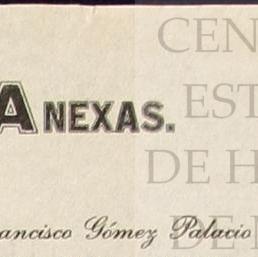 CEN
ANEXAS.
EST
DE H
ancisco Gómez Palacio
DE